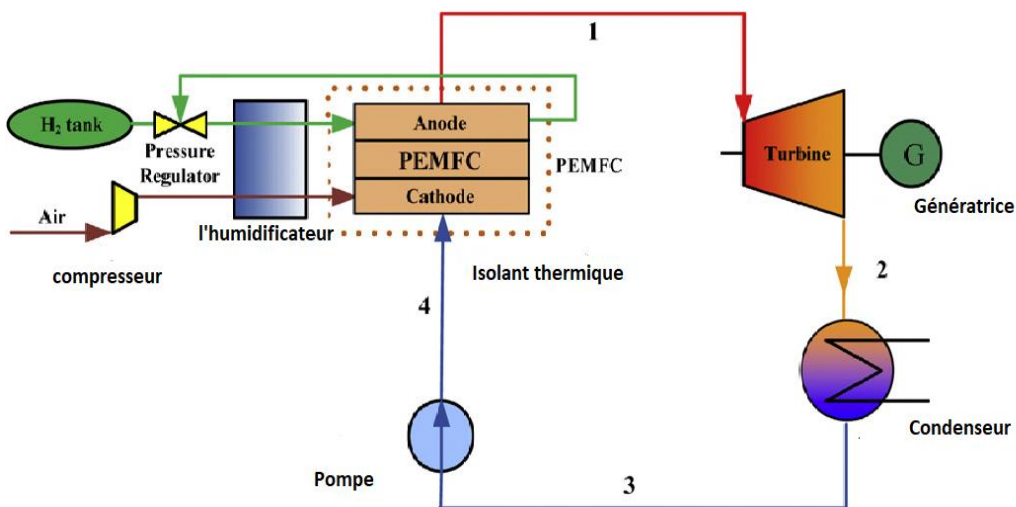 1
H₂ tank
Pressure
Regulator
Anode
PEMFC
Cathode
PEMFC
Air
compresseur
l'humidificateur
Isolant thermique
Turbine
G
Génératrice
2
4
Condenseur
Pompe
3